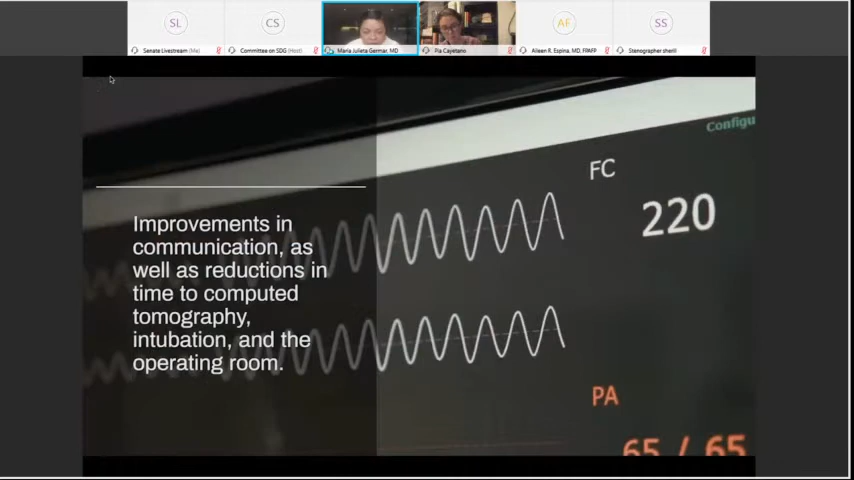 SL
CS
AE
SS
Senate Livestream (Me)
Committee on SDG (Host)
Maria Julieta Germar, MD
Pia Cayetano
Aileen R. Espina, MD, FPAFP
Stenographer sherill
Configu
FC
220
Improvements in
communication, as
well as reductions in
time to computed
tomography,
intubation, and the
operating room.
PA
65 / 65